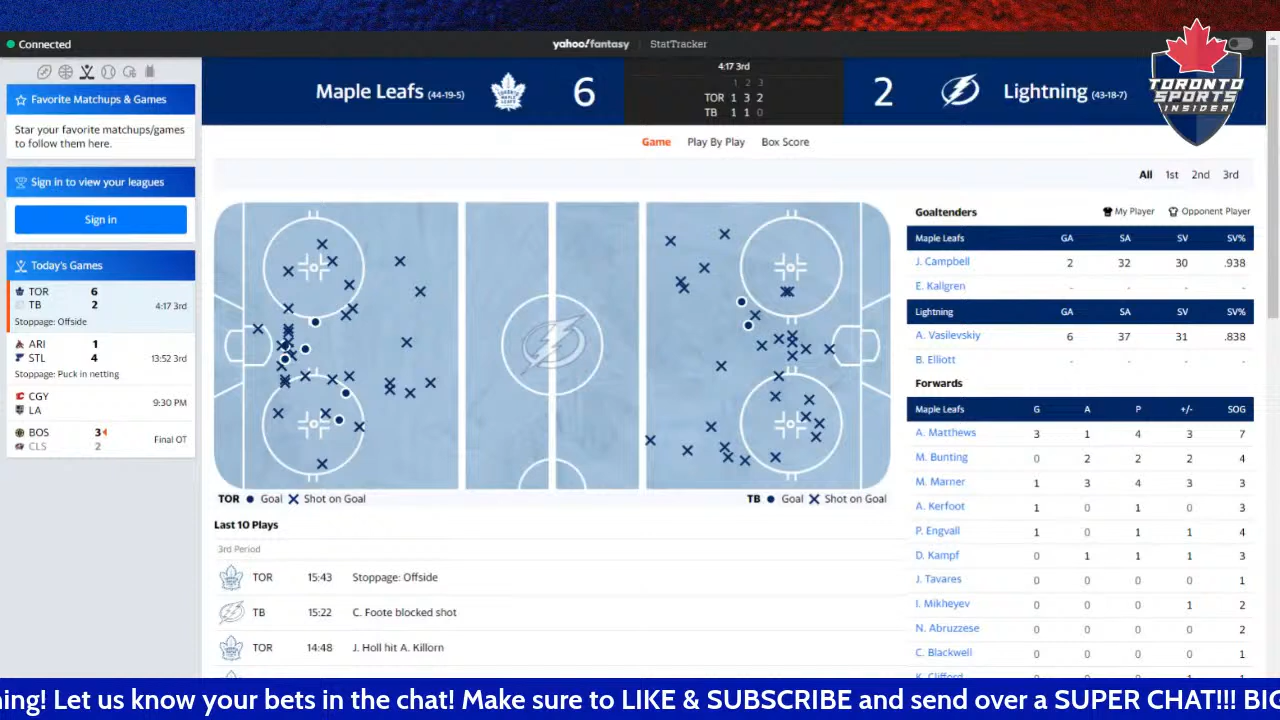 Connected
yahoo!fantasy StatTracker
TORONTO
SPORTS
INSIDER
Favorite Matchups & Games
Star your favorite matchups/games
to follow them here.
Sign in to view your leagues
Sign in
Today's Games
TOR 6
TB 2 4:17 3rd
Stoppage: Offside
ARI 1
STL 4 13:52 3rd
Stoppage: Puck in netting
CGY
LA 9:30 PM
BOS 3
CLS 2 Final OT
Maple Leafs (44-19-5) 6
4:17 3rd
1 2 3
TOR 1 3 2
TB 1 1 0
2 Lightning (43-18-7)
Game Play By Play Box Score
All 1st 2nd 3rd
TOR Goal Shot on Goal
TB Goal Shot on Goal
Last 10 Plays
3rd Period
TOR 15:43 Stoppage: Offside
TB 15:22 C. Foote blocked shot
TOR 14:48 J. Holl hit A. Killorn
Goaltenders My Player Opponent Player
Maple Leafs GA SA SV SV%
J. Campbell 2 32 30 .938
E. Kallgren - - - -
Lightning GA SA SV SV%
A. Vasilevskiy 6 37 31 .838
B. Elliott - - - -
Forwards
Maple Leafs G A P +/- SOG
A. Matthews 3 1 4 3 7
M. Bunting 0 2 2 2 4
M. Marner 1 3 4 3 3
A. Kerfoot 1 0 1 0 3
P. Engvall 1 0 1 1 4
D. Kampf 0 1 1 1 3
J. Tavares 0 0 0 0 1
I. Mikheyev 0 0 0 1 2
N. Abruzzese 0 0 0 0 2
C. Blackwell 0 0 0 0 1
K. Clifford
ning! Let us know your bets in the chat! Make sure to LIKE & SUBSCRIBE and send over a SUPER CHAT!!! BIG